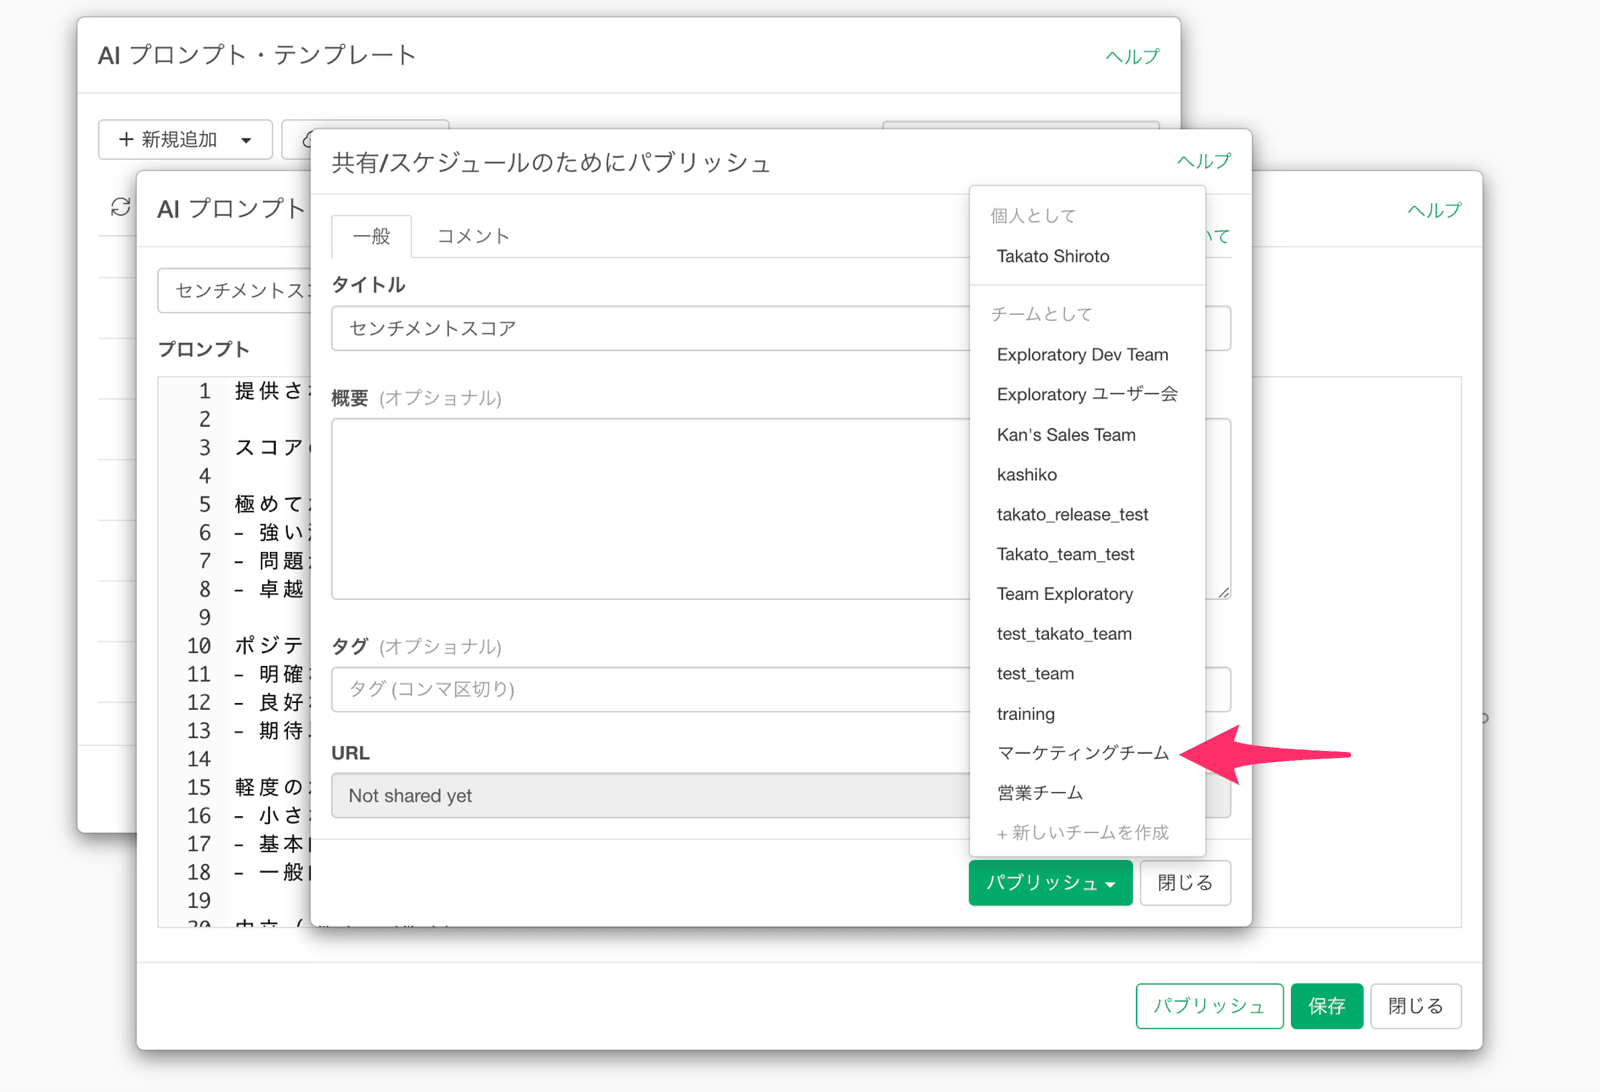 AI プロンプト・テンプレート
ヘルプ
+ 新規追加
AI プロンプト
ヘルプ
センチメントス
プロンプト
1 提供さ
2
3 スコア
4
5 極めて
6 - 強い
7 - 問題
8 - 卓越
9
10 ポジテ
11 - 明確
12 - 良好
13 - 期待
14
15 軽度の
16 - 小さ
17 - 基本
18 - 一般
19
20 中立 (
共有/スケジュールのためにパブリッシュ
ヘルプ
一般
コメント
いて
タイトル
センチメントスコア
概要 (オプショナル)
タグ (オプショナル)
タグ (コンマ区切り)
URL
Not shared yet
個人として
Takato Shiroto
チームとして
Exploratory Dev Team
Exploratory ユーザー会
Kan's Sales Team
kashiko
takato_release_test
Takato_team_test
Team Exploratory
test_takato_team
test_team
training
マーケティングチーム
営業チーム
+ 新しいチームを作成
パブリッシュ
閉じる
パブリッシュ
保存
閉じる